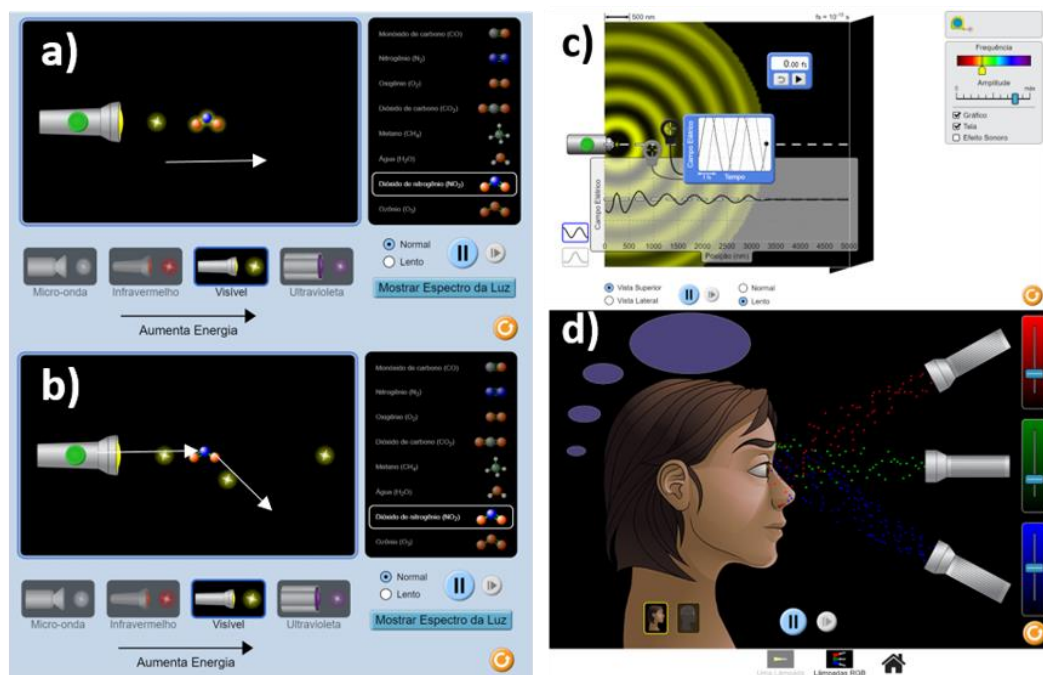 a)
Monóxido de carbono (CO)
Nitrogênio (N₂)
Oxigênio (O₂)
Dióxido de carbono (CO₂)
Metano (CH₄)
Água (H₂O)
Dióxido de nitrogênio (NO₂)
Ozônio (O₃)
Normal
Lento
Micro-onda
Infravermelho
Visível
Ultravioleta
Mostrar Espectro da Luz
Aumenta Energia
b)
Monóxido de carbono (CO)
Nitrogênio (N₂)
Oxigênio (O₂)
Dióxido de carbono (CO₂)
Metano (CH₄)
Água (H₂O)
Dióxido de nitrogênio (NO₂)
Ozônio (O₃)
Normal
Lento
Micro-onda
Infravermelho
Visível
Ultravioleta
Mostrar Espectro da Luz
Aumenta Energia
c)
500 nm
0.00 fs
Campo Elétrico
1 fs
Tempo
Campo Elétrico
0 500 1000 1500 2000 2500 3000 3500 4000 4500 5000
Posição (nm)
Vista Superior
Vista Lateral
Normal
Lento
Frequência
Amplitude
0 máx
Gráfico
Tela
Efeito Sonoro
d)
Uma Lâmpada
Lâmpadas RGB